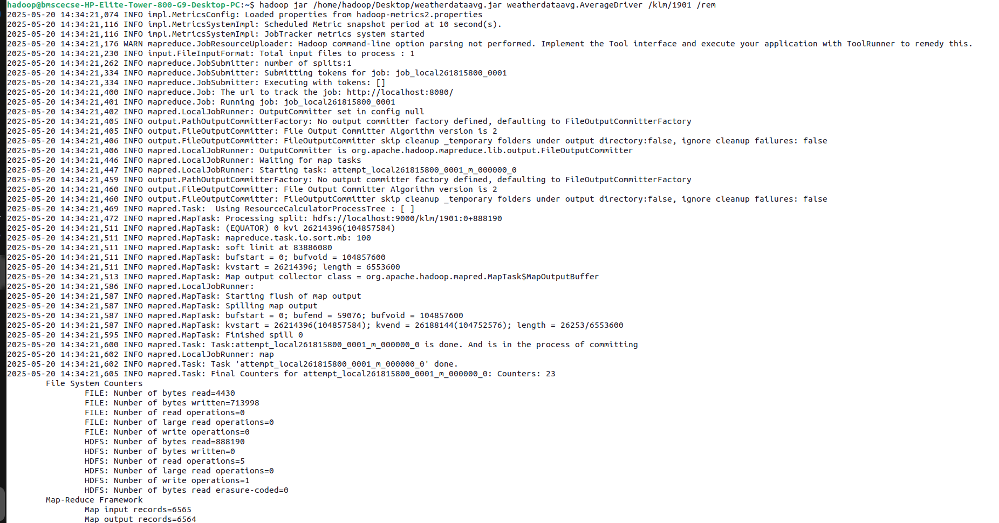 hadoop@bmscecse-HP-Elite-Tower-800-G9-Desktop-PC:~$ hadoop jar /home/hadoop/Desktop/weatherdataavg.jar weatherdataavg.AverageDriver /klm/1901 /rem
2025-05-20 14:34:21,074 INFO impl.MetricsConfig: Loaded properties from hadoop-metrics2.properties
2025-05-20 14:34:21,116 INFO impl.MetricsSystemImpl: Scheduled Metric snapshot period at 10 second(s).
2025-05-20 14:34:21,116 INFO impl.MetricsSystemImpl: JobTracker metrics system started
2025-05-20 14:34:21,176 WARN mapreduce.JobResourceUploader: Hadoop command-line option parsing not performed. Implement the Tool interface and execute your application with ToolRunner to remedy this.
2025-05-20 14:34:21,230 INFO input.FileInputFormat: Total input files to process : 1
2025-05-20 14:34:21,262 INFO mapreduce.JobSubmitter: number of splits:1
2025-05-20 14:34:21,334 INFO mapreduce.JobSubmitter: Submitting tokens for job: job_local261815800_0001
2025-05-20 14:34:21,334 INFO mapreduce.JobSubmitter: Executing with tokens: []
2025-05-20 14:34:21,400 INFO mapreduce.Job: The url to track the job: http://localhost:8080/
2025-05-20 14:34:21,401 INFO mapreduce.Job: Running job: job_local261815800_0001
2025-05-20 14:34:21,402 INFO mapred.LocalJobRunner: OutputCommitter set in config null
2025-05-20 14:34:21,405 INFO output.PathOutputCommitterFactory: No output committer factory defined, defaulting to FileOutputCommitterFactory
2025-05-20 14:34:21,405 INFO output.FileOutputCommitter: File Output Committer Algorithm version is 2
2025-05-20 14:34:21,406 INFO output.FileOutputCommitter: FileOutputCommitter skip cleanup _temporary folders under output directory:false, ignore cleanup failures: false
2025-05-20 14:34:21,406 INFO mapred.LocalJobRunner: OutputCommitter is org.apache.hadoop.mapreduce.lib.output.FileOutputCommitter
2025-05-20 14:34:21,446 INFO mapred.LocalJobRunner: Waiting for map tasks
2025-05-20 14:34:21,447 INFO mapred.LocalJobRunner: Starting task: attempt_local261815800_0001_m_000000_0
2025-05-20 14:34:21,459 INFO output.PathOutputCommitterFactory: No output committer factory defined, defaulting to FileOutputCommitterFactory
2025-05-20 14:34:21,460 INFO output.FileOutputCommitter: File Output Committer Algorithm version is 2
2025-05-20 14:34:21,460 INFO output.FileOutputCommitter: FileOutputCommitter skip cleanup _temporary folders under output directory:false, ignore cleanup failures: false
2025-05-20 14:34:21,469 INFO mapred.Task:  Using ResourceCalculatorProcessTree : [ ]
2025-05-20 14:34:21,472 INFO mapred.MapTask: Processing split: hdfs://localhost:9000/klm/1901:0+888190
2025-05-20 14:34:21,511 INFO mapred.MapTask: (EQUATOR) 0 kvi 26214396(104857584)
2025-05-20 14:34:21,511 INFO mapred.MapTask: mapreduce.task.io.sort.mb: 100
2025-05-20 14:34:21,511 INFO mapred.MapTask: soft limit at 83886080
2025-05-20 14:34:21,511 INFO mapred.MapTask: bufstart = 0; bufvoid = 104857600
2025-05-20 14:34:21,511 INFO mapred.MapTask: kvstart = 26214396; length = 6553600
2025-05-20 14:34:21,513 INFO mapred.MapTask: Map output collector class = org.apache.hadoop.mapred.MapTask$MapOutputBuffer
2025-05-20 14:34:21,586 INFO mapred.LocalJobRunner:
2025-05-20 14:34:21,587 INFO mapred.MapTask: Starting flush of map output
2025-05-20 14:34:21,587 INFO mapred.MapTask: Spilling map output
2025-05-20 14:34:21,587 INFO mapred.MapTask: bufstart = 0; bufend = 59076; bufvoid = 104857600
2025-05-20 14:34:21,587 INFO mapred.MapTask: kvstart = 26214396(104857584); kvend = 26188144(104752576); length = 26253/6553600
2025-05-20 14:34:21,595 INFO mapred.MapTask: Finished spill 0
2025-05-20 14:34:21,600 INFO mapred.Task: Task:attempt_local261815800_0001_m_000000_0 is done. And is in the process of committing
2025-05-20 14:34:21,602 INFO mapred.LocalJobRunner: map
2025-05-20 14:34:21,602 INFO mapred.Task: Task 'attempt_local261815800_0001_m_000000_0' done.
2025-05-20 14:34:21,605 INFO mapred.Task: Final Counters for attempt_local261815800_0001_m_000000_0: Counters: 23
File System Counters
FILE: Number of bytes read=4430
FILE: Number of bytes written=713998
FILE: Number of read operations=0
FILE: Number of large read operations=0
FILE: Number of write operations=0
HDFS: Number of bytes read=888190
HDFS: Number of bytes written=0
HDFS: Number of read operations=5
HDFS: Number of large read operations=0
HDFS: Number of write operations=1
HDFS: Number of bytes read erasure-coded=0
Map-Reduce Framework
Map input records=6565
Map output records=6564